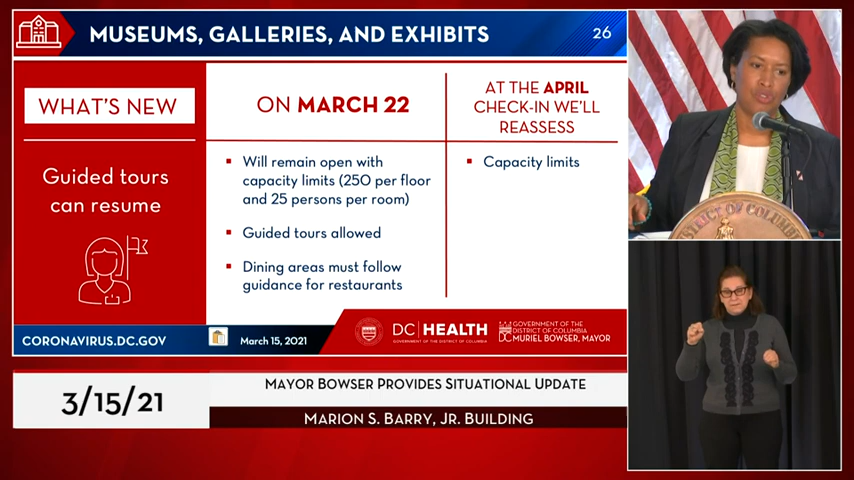 MUSEUMS, GALLERIES, AND EXHIBITS
26
WHAT'S NEW
Guided tours
can resume
ON MARCH 22
▪ Will remain open with
capacity limits (250 per floor
and 25 persons per room)
▪ Guided tours allowed
▪ Dining areas must follow
guidance for restaurants
AT THE APRIL
CHECK-IN WE'LL
REASSESS
▪ Capacity limits
CORONAVIRUS.DC.GOV
March 15, 2021
DC HEALTH
GOVERNMENT OF THE DISTRICT OF COLUMBIA
GOVERNMENT OF THE
DISTRICT OF COLUMBIA
DC MURIEL BOWSER, MAYOR
3/15/21
MAYOR BOWSER PROVIDES SITUATIONAL UPDATE
MARION S. BARRY, JR. BUILDING
DISTRICT OF COLUMB